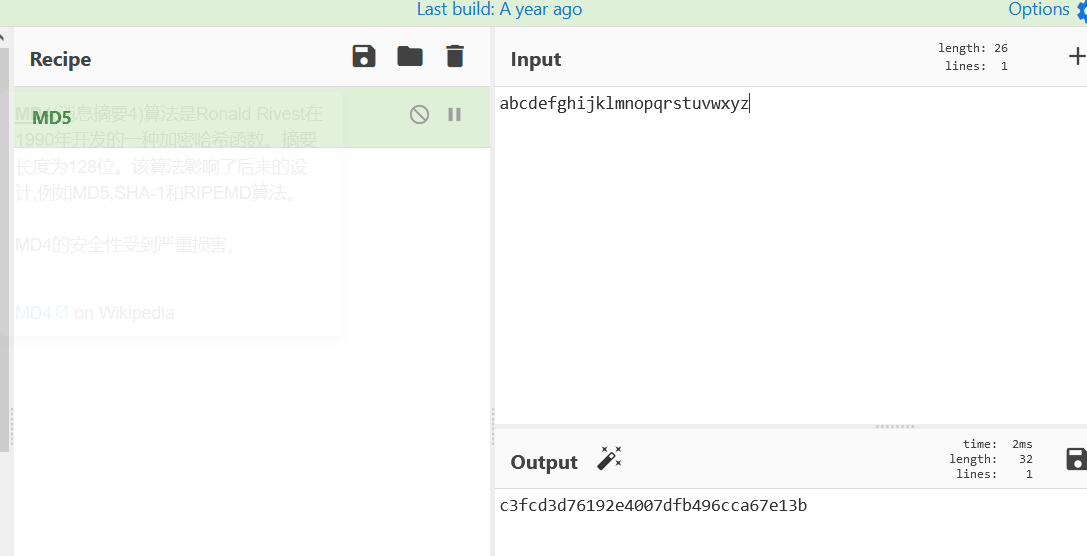 Last build: A year ago
Options
Recipe
MD5
MD4(消息摘要4)算法是Ronald Rivest在
1990年开发的一种加密哈希函数。摘要
长度为128位。该算法影响了后来的设
计,例如MD5,SHA-1和RIPEMD算法。
MD4的安全性受到严重损害。
MD4 on Wikipedia
Input
length: 26
lines: 1
abcdefghijklmnopqrstuvwxyz
Output
time: 2ms
length: 32
lines: 1
c3fcd3d76192e4007dfb496cca67e13b